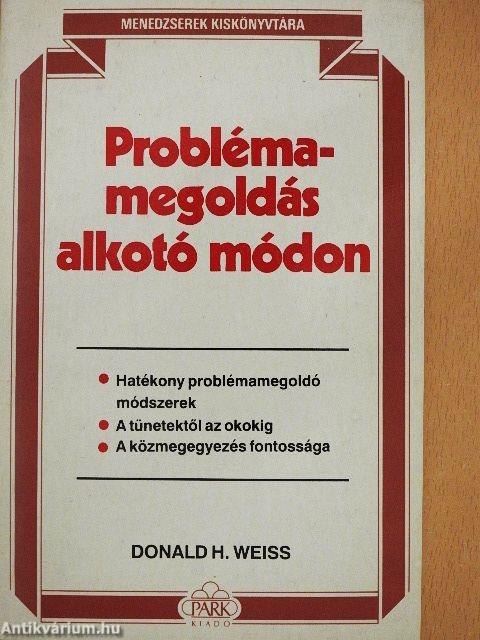 MENEDZSEREK KISKÖNYVTÁRA
Probléma-
megoldás
alkotó módon
Hatékony problémamegoldó
módszerek
A tünetektől az okokig
A közmegegyezés fontossága
DONALD H. WEISS
PARK
KIADÓ
Antikvárium.hu